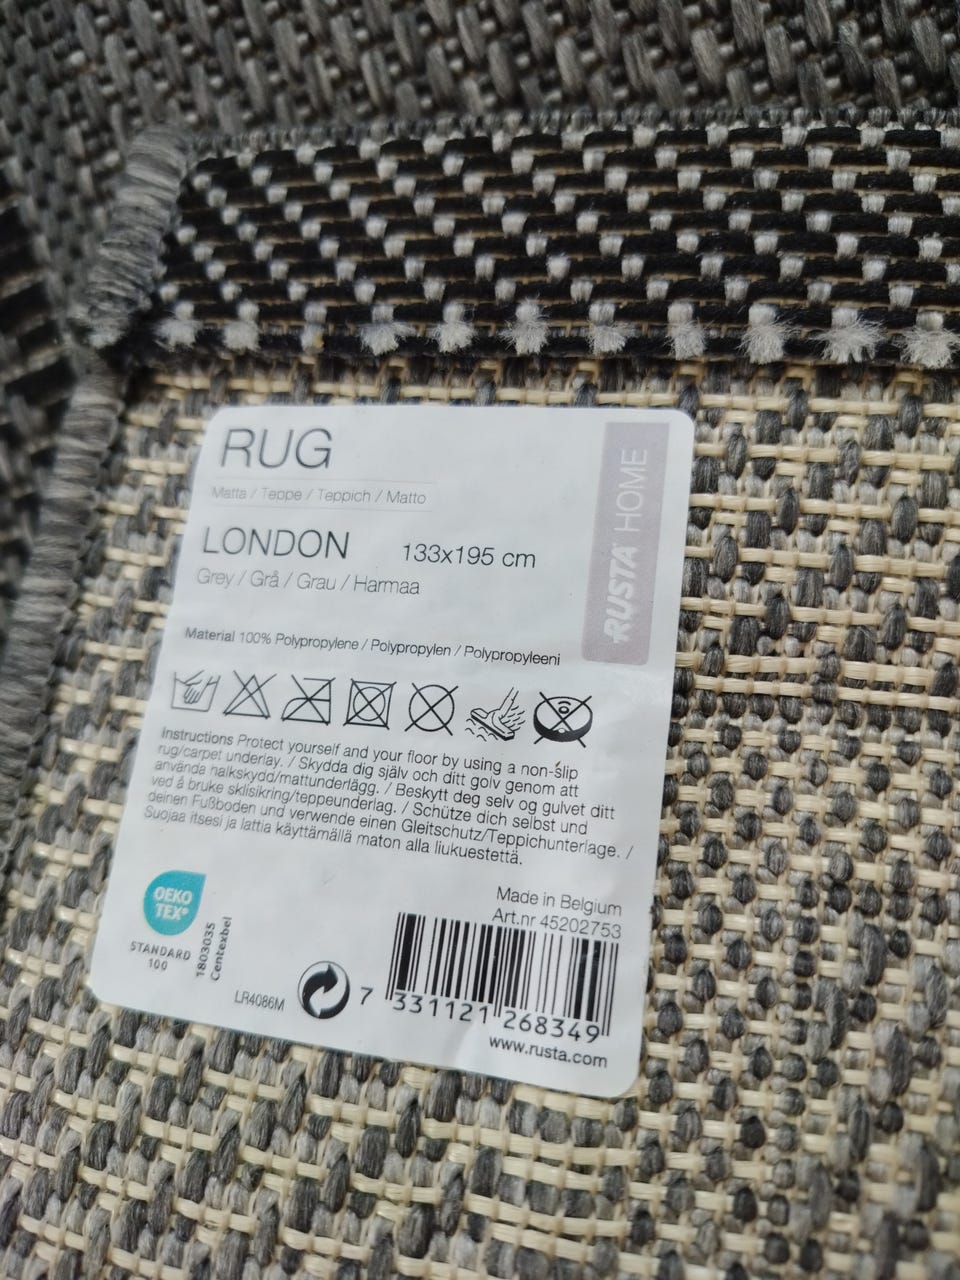 RUG
Matta / Teppe / Teppich / Matto
RUSTA HOME
LONDON 133x195 cm
Grey / Grå / Grau / Harmaa
Material 100% Polypropylene / Polypropylen / Polypropyleeni
Instructions Protect yourself and your floor by using a non-slip
rug/carpet underlay. / Skydda dig själv och ditt golv genom att
använda halkskydd/mattunderlägg. / Beskytt deg selv og gulvet ditt
ved å bruke sklisikring/teppeunderlag. / Schütze dich selbst und
deinen Fußboden und verwende einen Gleitschutz/Teppichunterlage. /
Suojaa itsesi ja lattia käyttämällä maton alla liukuestettä.
OEKO
TEX®
STANDARD
100
1803035
Centexbel
Made in Belgium
Art.nr 45202753
LR4086M
7 331121 268349
www.rusta.com